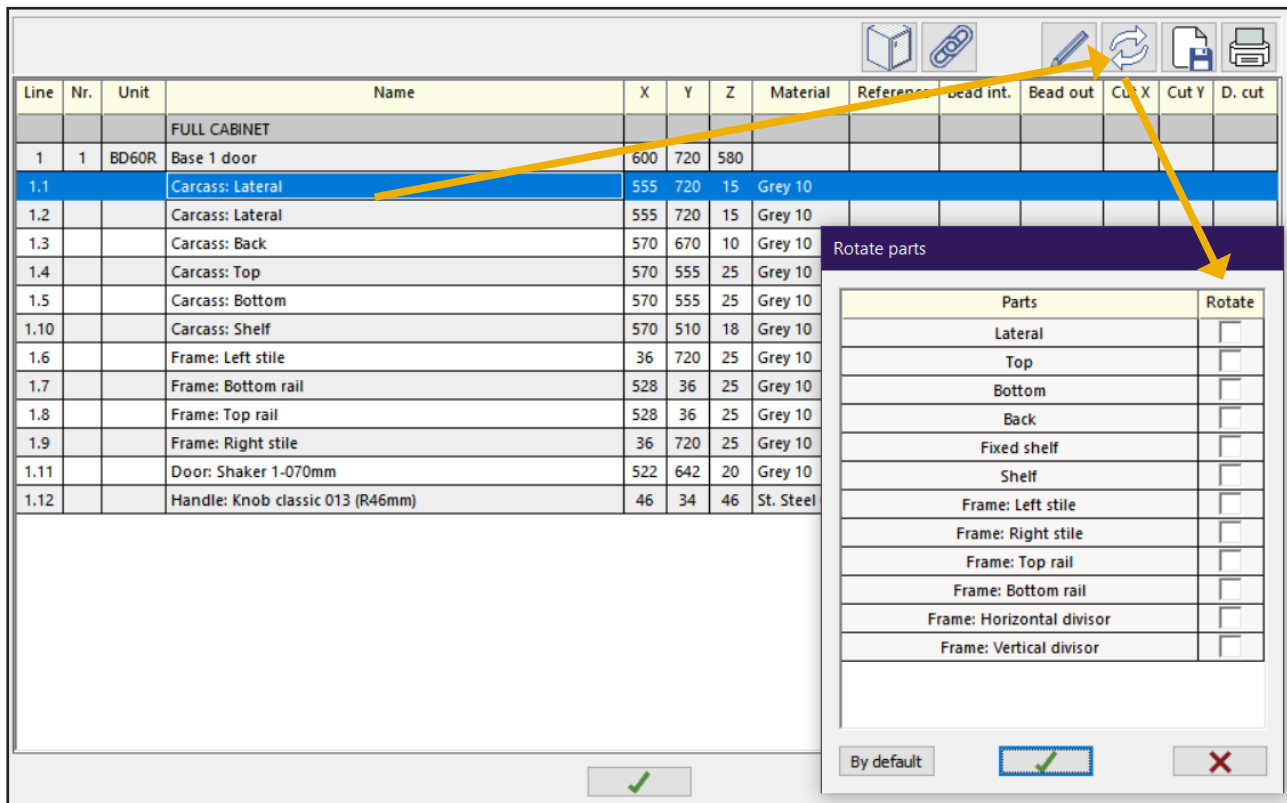 Line Nr. Unit Name X Y Z Material Reference Bead int. Bead out Cut X Cut Y D. cut
FULL CABINET
1 1 BD60R Base 1 door 600 720 580
1.1 Carcass: Lateral 555 720 15 Grey 10
1.2 Carcass: Lateral 555 720 15 Grey 10
1.3 Carcass: Back 570 670 10 Grey 10
1.4 Carcass: Top 570 555 25 Grey 10
1.5 Carcass: Bottom 570 555 25 Grey 10
1.10 Carcass: Shelf 570 510 18 Grey 10
1.6 Frame: Left stile 36 720 25 Grey 10
1.7 Frame: Bottom rail 528 36 25 Grey 10
1.8 Frame: Top rail 528 36 25 Grey 10
1.9 Frame: Right stile 36 720 25 Grey 10
1.11 Door: Shaker 1-070mm 522 642 20 Grey 10
1.12 Handle: Knob classic 013 (R46mm) 46 34 46 St. Steel
Rotate parts
Parts Rotate
Lateral
Top
Bottom
Back
Fixed shelf
Shelf
Frame: Left stile
Frame: Right stile
Frame: Top rail
Frame: Bottom rail
Frame: Horizontal divisor
Frame: Vertical divisor
By default